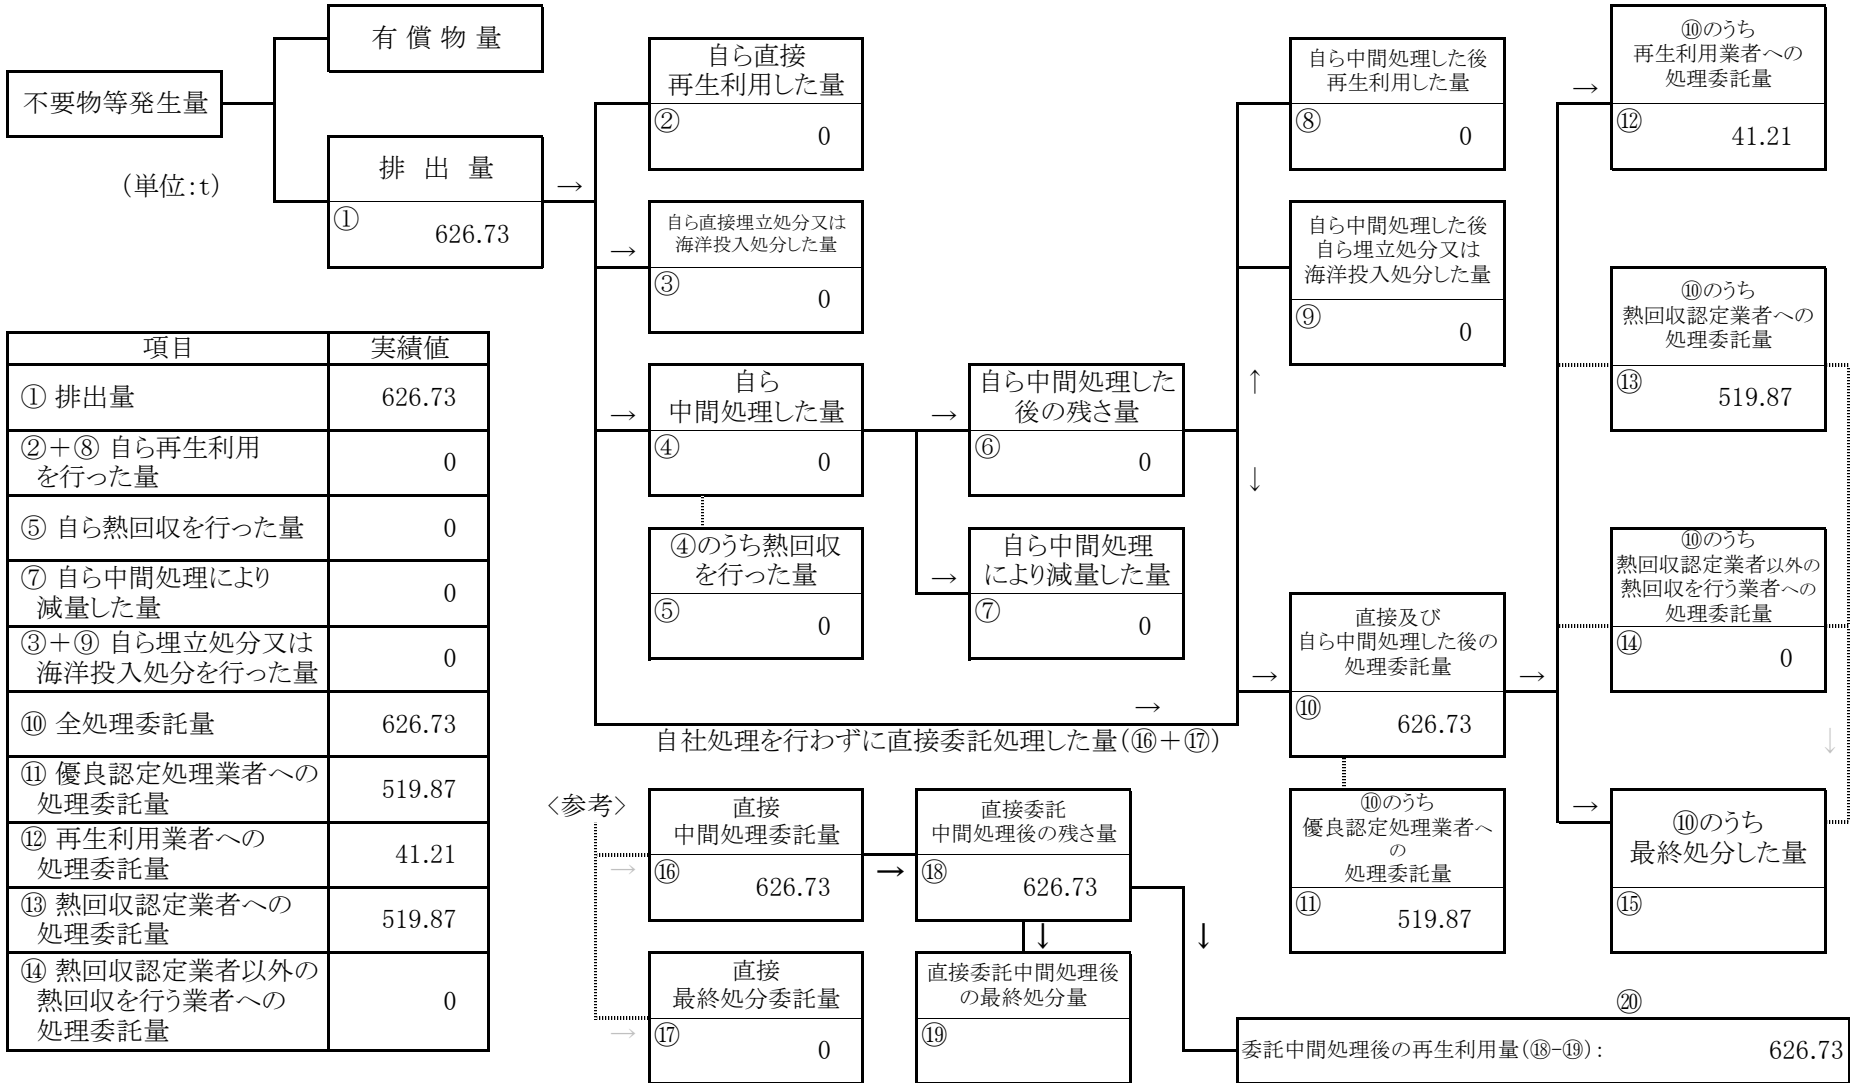 有 償 物 量
不要物等発生量
(単位:t)
排 出 量
①
626.73
→
自ら直接
再生利用した量
②
0
→
自ら直接埋立処分又は
海洋投入処分した量
③
0
→
自ら
中間処理した量
④
0
④のうち熱回収
を行った量
⑤
0
→
自ら中間処理した
後の残さ量
⑥
0
→
自ら中間処理
により減量した量
⑦
0
自ら中間処理した後
再生利用した量
⑧
0
自ら中間処理した後
自ら埋立処分又は
海洋投入処分した量
⑨
0
↑
↓
→
直接及び
自ら中間処理した後の
処理委託量
⑩
626.73
→
→
自社処理を行わずに直接委託処理した量(⑯+⑰)
⑩のうち
優良認定処理業者へ
の
処理委託量
⑪
519.87
→
⑩のうち
再生利用業者への
処理委託量
⑫
41.21
⑩のうち
熱回収認定業者への
処理委託量
⑬
519.87
⑩のうち
熱回収認定業者以外の
熱回収を行う業者への
処理委託量
⑭
0
↓
→
⑩のうち
最終処分した量
⑮
項目 実績値
① 排出量 626.73
②+⑧ 自ら再生利用
を行った量 0
⑤ 自ら熱回収を行った量 0
⑦ 自ら中間処理により
減量した量 0
③+⑨ 自ら埋立処分又は
海洋投入処分を行った量 0
⑩ 全処理委託量 626.73
⑪ 優良認定処理業者への
処理委託量 519.87
⑫ 再生利用業者への
処理委託量 41.21
⑬ 熱回収認定業者への
処理委託量 519.87
⑭ 熱回収認定業者以外の
熱回収を行う業者への
処理委託量 0
〈参考〉
→
直接
中間処理委託量
⑯
626.73
→
直接委託
中間処理後の残さ量
⑱
626.73
↓
↓
→
直接
最終処分委託量
⑰
0
直接委託中間処理後
の最終処分量
⑲
⑳
委託中間処理後の再生利用量(⑱-⑲): 626.73